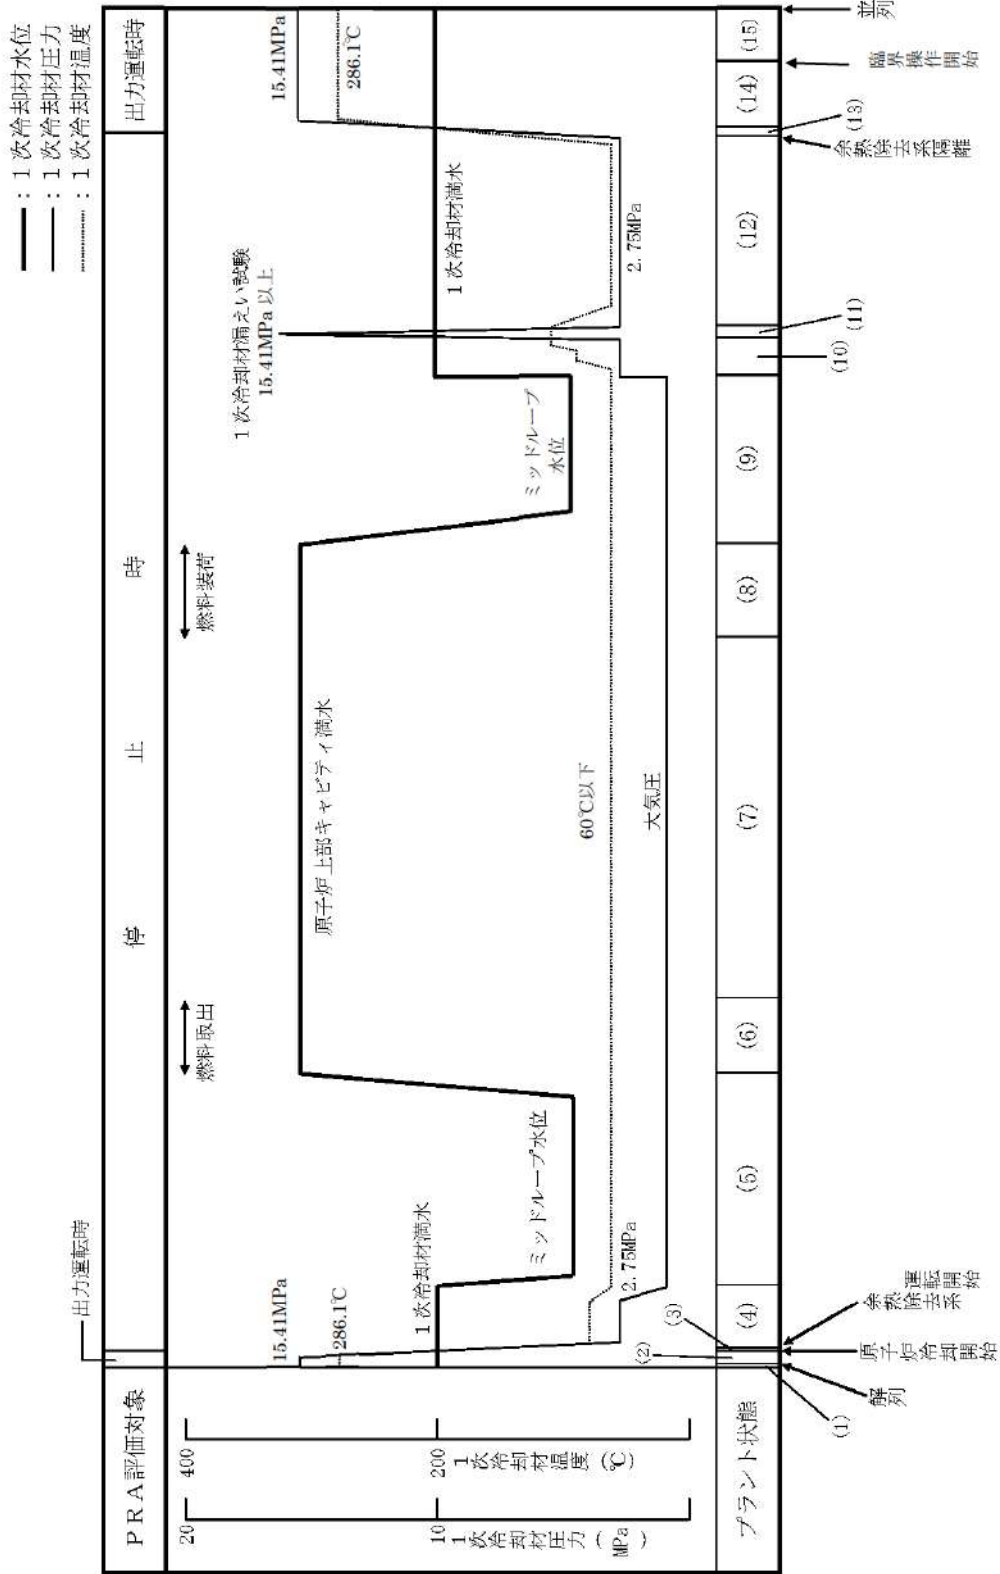 ━━：１次冷却材水位
──：１次冷却材圧力
┈┈：１次冷却材温度
出力運転時
ＰＲＡ評価対象
停
止
時
出力運転時
燃料取出
燃料装荷
20
10
１次冷却材圧力（MPa）
400
200
１次冷却材温度（℃）
15.41MPa
286.1℃
１次冷却材満水
2.75MPa
ミッドループ水位
原子炉上部キャビティ満水
60℃以下
大気圧
ミッドループ
水位
１次冷却材漏えい試験
15.41MPa 以上
１次冷却材満水
2.75MPa
15.41MPa
286.1℃
プラント状態
(1)
(2)
(3)
(4)
(5)
(6)
(7)
(8)
(9)
(10)
(11)
(12)
(13)
(14)
(15)
解列
原子炉冷却開始
余熱除去系
運転開始
余熱除去系隔離
臨界操作開始
並列